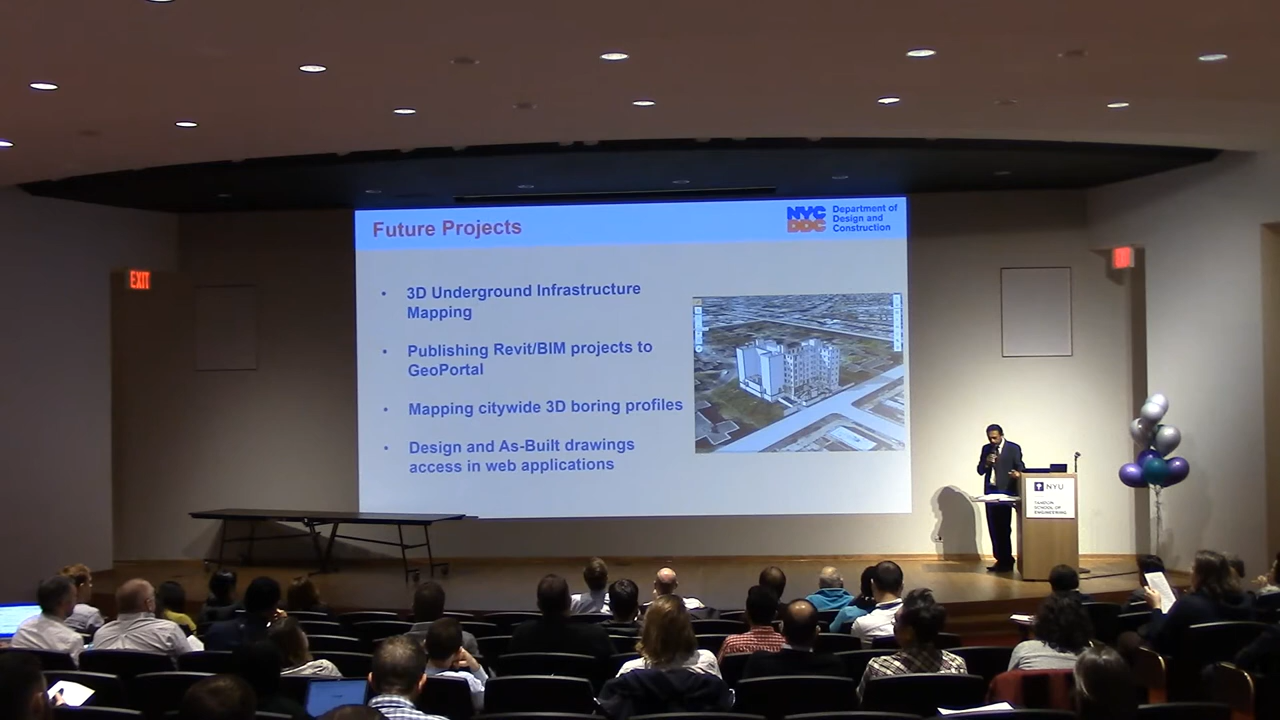 Future Projects
NYC
DDC
Department of
Design and
Construction
EXIT
• 3D Underground Infrastructure
Mapping
• Publishing Revit/BIM projects to
GeoPortal
• Mapping citywide 3D boring profiles
• Design and As-Built drawings
access in web applications
NYU
TANDON
SCHOOL OF
ENGINEERING